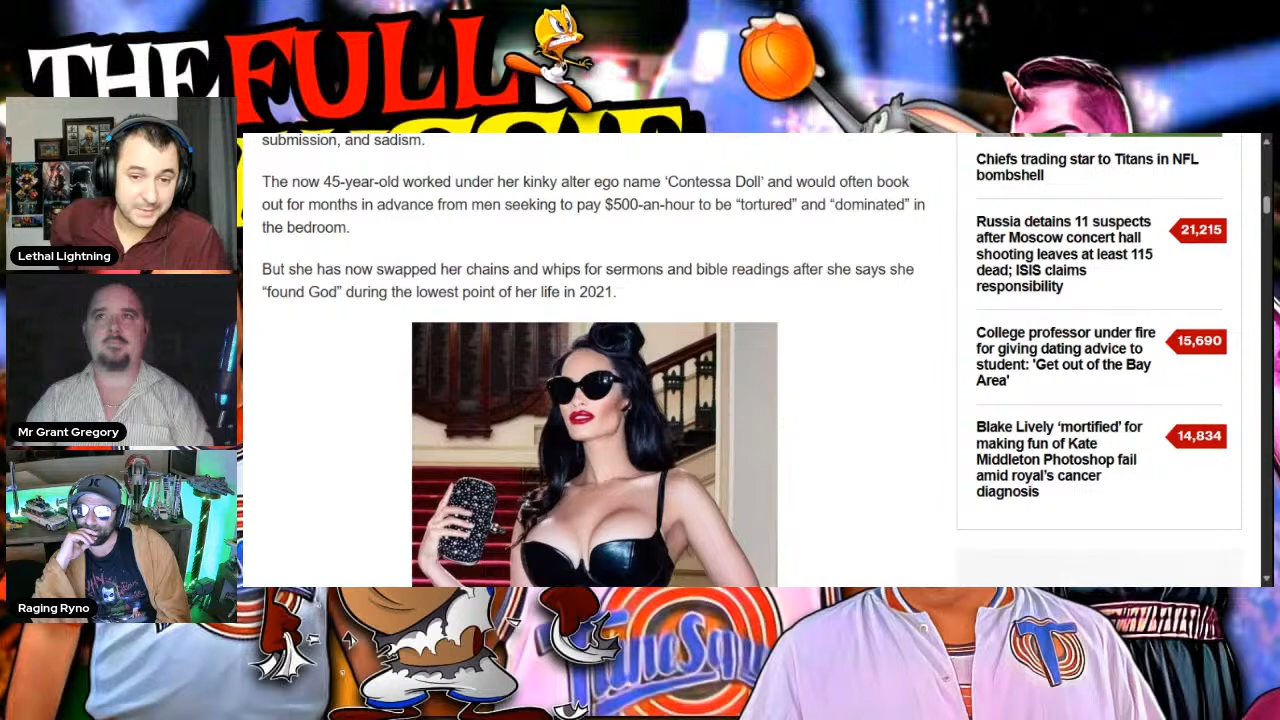 THE FULL
Lethal Lightning
Mr Grant Gregory
Raging Ryno
submission, and sadism.
The now 45-year-old worked under her kinky alter ego name ‘Contessa Doll’ and would often book
out for months in advance from men seeking to pay $500-an-hour to be “tortured” and “dominated” in
the bedroom.
But she has now swapped her chains and whips for sermons and bible readings after she says she
“found God” during the lowest point of her life in 2021.
Chiefs trading star to Titans in NFL
bombshell
Russia detains 11 suspects
after Moscow concert hall
shooting leaves at least 115
dead; ISIS claims
responsibility
21,215
College professor under fire
for giving dating advice to
student: 'Get out of the Bay
Area'
15,690
Blake Lively ‘mortified’ for
making fun of Kate
Middleton Photoshop fail
amid royal’s cancer
diagnosis
14,834